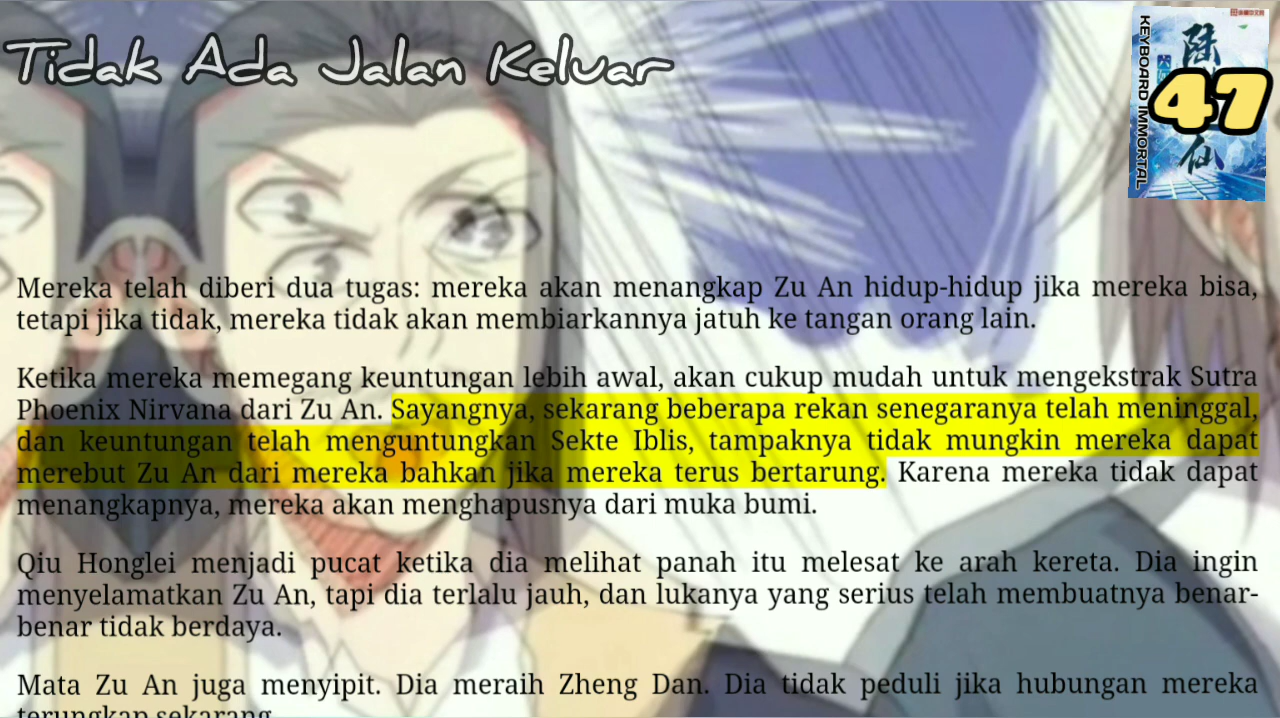 Tidak Ada Jalan Keluar
KEYBOARD IMMORTAL
47
Mereka telah diberi dua tugas: mereka akan menangkap Zu An hidup-hidup jika mereka bisa,
tetapi jika tidak, mereka tidak akan membiarkannya jatuh ke tangan orang lain.
Ketika mereka memegang keuntungan lebih awal, akan cukup mudah untuk mengekstrak Sutra
Phoenix Nirvana dari Zu An. Sayangnya, sekarang beberapa rekan senegaranya telah meninggal,
dan keuntungan telah menguntungkan Sekte Iblis, tampaknya tidak mungkin mereka dapat
merebut Zu An dari mereka bahkan jika mereka terus bertarung. Karena mereka tidak dapat
menangkapnya, mereka akan menghapusnya dari muka bumi.
Qiu Honglei menjadi pucat ketika dia melihat panah itu melesat ke arah kereta. Dia ingin
menyelamatkan Zu An, tapi dia terlalu jauh, dan lukanya yang serius telah membuatnya benar-
benar tidak berdaya.
Mata Zu An juga menyipit. Dia meraih Zheng Dan. Dia tidak peduli jika hubungan mereka
terungkap sekarang.